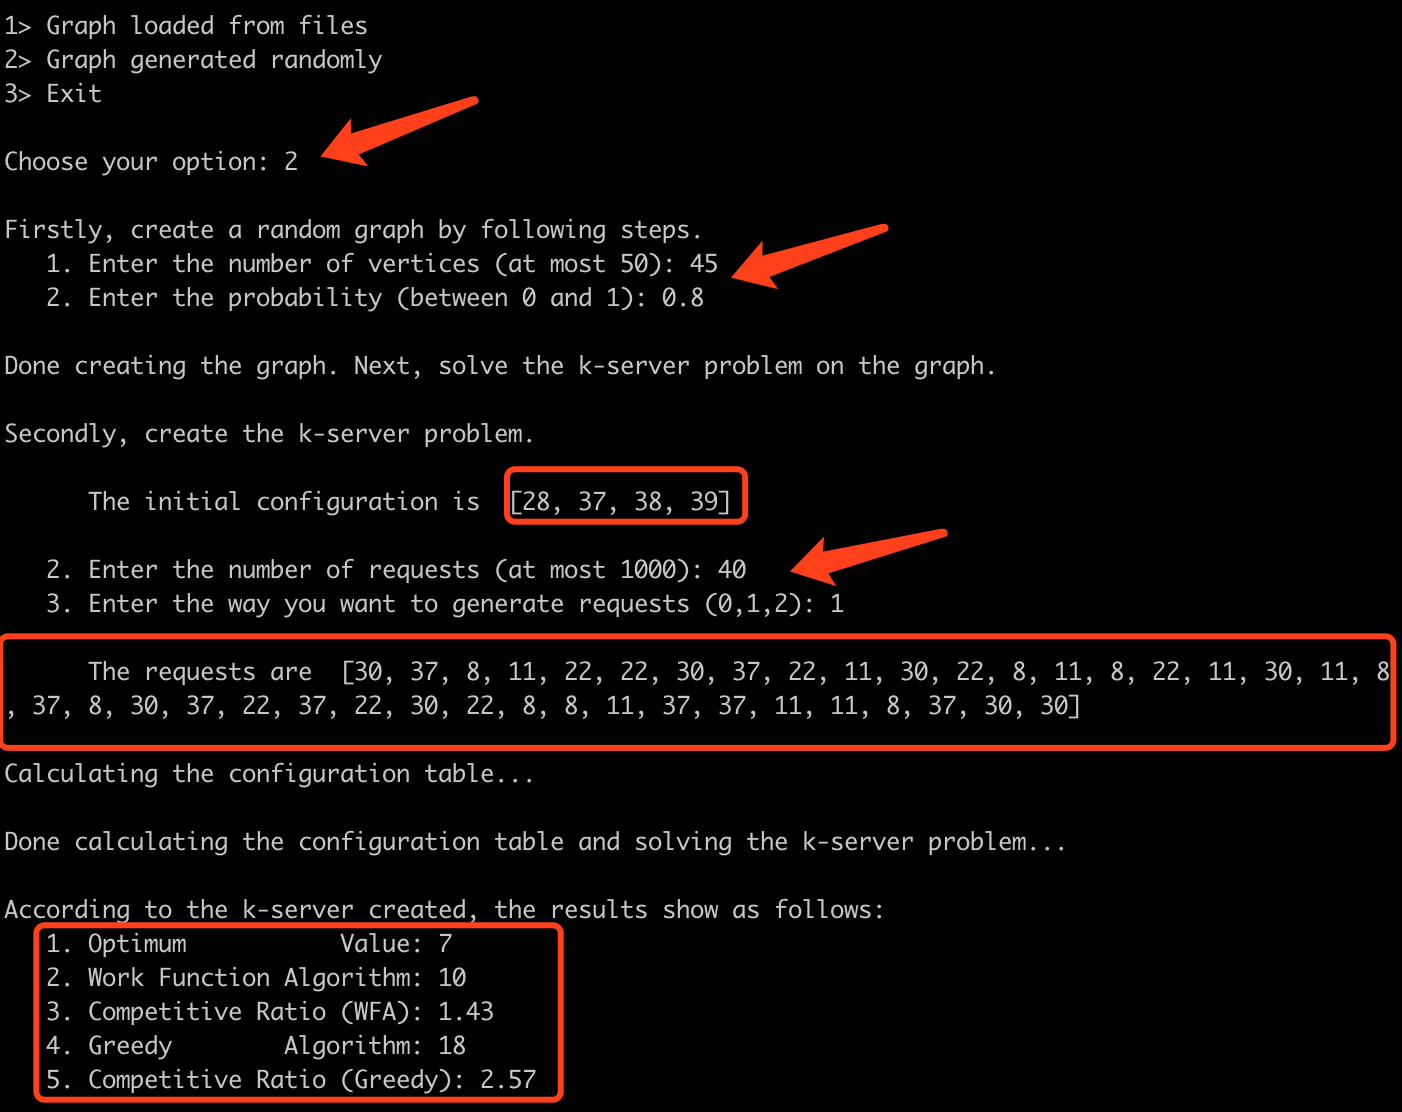 1> Graph loaded from files
2> Graph generated randomly
3> Exit
Choose your option: 2
Firstly, create a random graph by following steps.
1. Enter the number of vertices (at most 50): 45
2. Enter the probability (between 0 and 1): 0.8
Done creating the graph. Next, solve the k-server problem on the graph.
Secondly, create the k-server problem.
The initial configuration is  [28, 37, 38, 39]
2. Enter the number of requests (at most 1000): 40
3. Enter the way you want to generate requests (0,1,2): 1
The requests are  [30, 37, 8, 11, 22, 22, 30, 37, 22, 11, 30, 22, 8, 11, 8, 22, 11, 30, 11, 8
, 37, 8, 30, 37, 22, 37, 22, 30, 22, 8, 8, 11, 37, 37, 11, 11, 8, 37, 30, 30]
Calculating the configuration table...
Done calculating the configuration table and solving the k-server problem...
According to the k-server created, the results show as follows:
1. Optimum           Value: 7
2. Work Function Algorithm: 10
3. Competitive Ratio (WFA): 1.43
4. Greedy        Algorithm: 18
5. Competitive Ratio (Greedy): 2.57